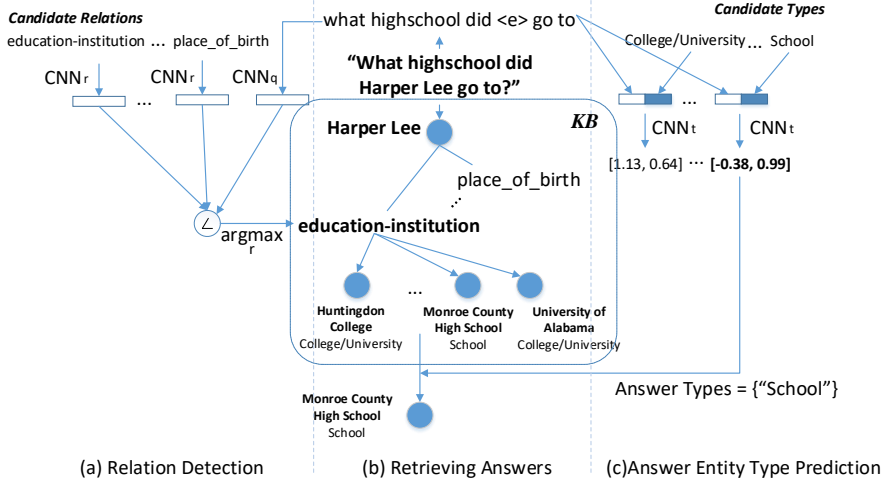 Candidate Relations
education-institution ... place_of_birth
CNNr
...
CNNr
CNNq
what highschool did <e> go to
“What highschool did
Harper Lee go to?”
Harper Lee
KB
place_of_birth
...
education-institution
∠
argmax
r
...
Huntingdon
College
College/University
Monroe County
High School
School
University of
Alabama
College/University
Monroe County
High School
School
Candidate Types
College/University ... School
...
CNNt
CNNt
[1.13, 0.64] ... [-0.38, 0.99]
Answer Types = {“School”}
(a) Relation Detection
(b) Retrieving Answers
(c)Answer Entity Type Prediction